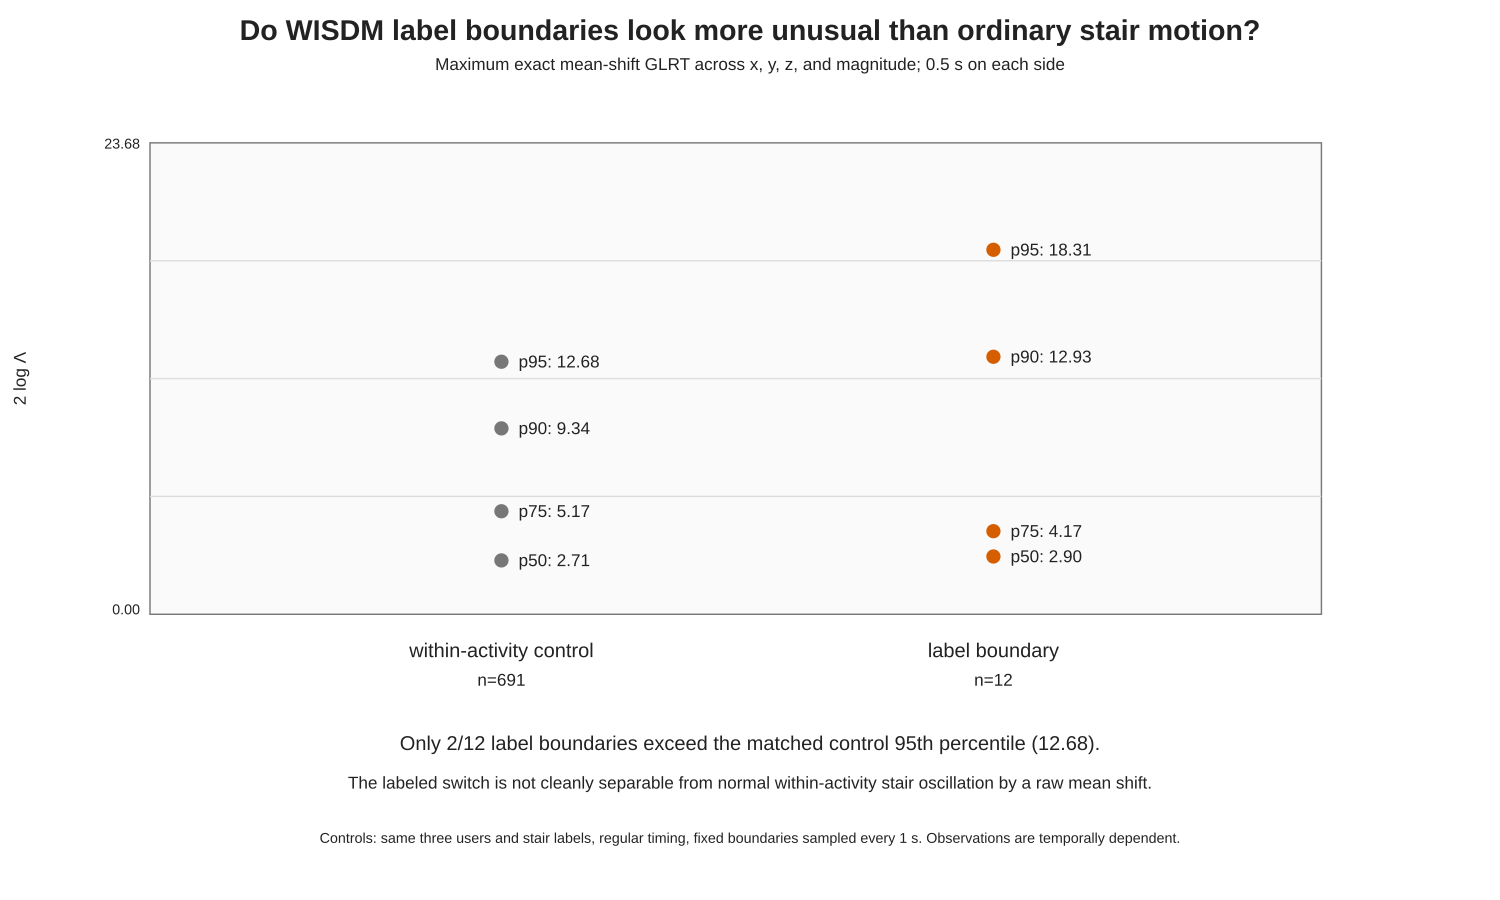 Do WISDM label boundaries look more unusual than ordinary stair motion?
Maximum exact mean-shift GLRT across x, y, z, and magnitude; 0.5 s on each side
23.68
p95: 18.31
p95: 12.68
p90: 12.93
2 log Λ
p90: 9.34
p75: 5.17
p75: 4.17
p50: 2.71
p50: 2.90
0.00
within-activity control
label boundary
n=691
n=12
Only 2/12 label boundaries exceed the matched control 95th percentile (12.68).
The labeled switch is not cleanly separable from normal within-activity stair oscillation by a raw mean shift.
Controls: same three users and stair labels, regular timing, fixed boundaries sampled every 1 s. Observations are temporally dependent.